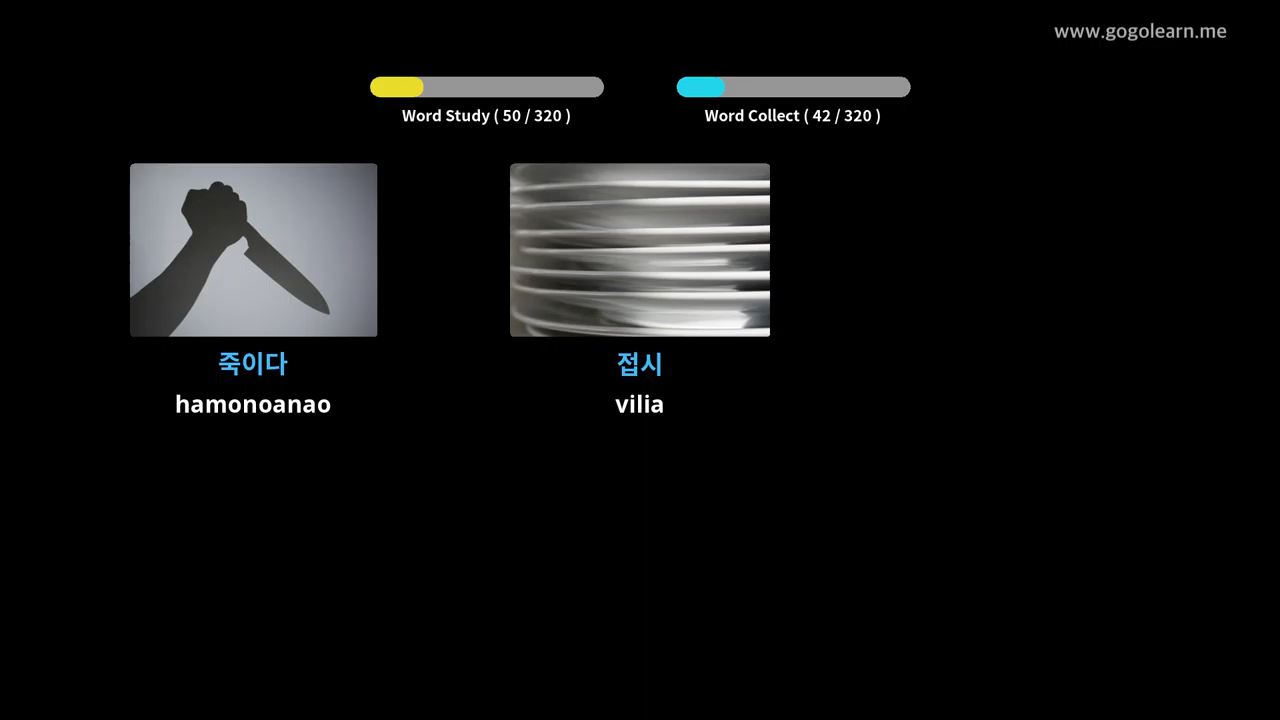 www.gogolearn.me
Word Study ( 50 / 320 )
Word Collect ( 42 / 320 )
죽이다
hamonoanao
접시
vilia